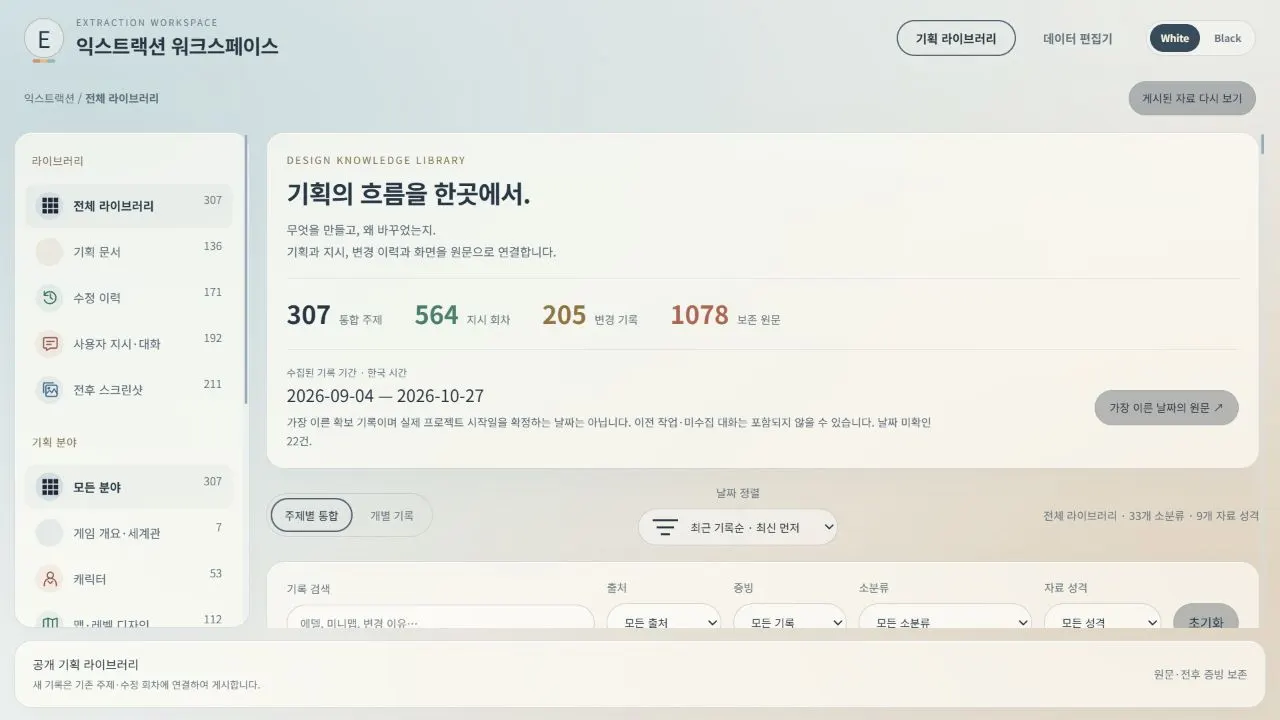 E
EXTRACTION WORKSPACE
익스트랙션 워크스페이스
기획 라이브러리
데이터 편집기
White
Black
익스트랙션 / 전체 라이브러리
게시된 자료 다시 보기
라이브러리
전체 라이브러리 307
기획 문서 136
수정 이력 171
사용자 지시·대화 192
전후 스크린샷 211
기획 분야
모든 분야 307
게임 개요·세계관 7
캐릭터 53
맵·레벨 디자인 112
DESIGN KNOWLEDGE LIBRARY
기획의 흐름을 한곳에서.
무엇을 만들고, 왜 바꾸었는지.
기획과 지시, 변경 이력과 화면을 원문으로 연결합니다.
307 통합 주제 564 지시 회차 205 변경 기록 1078 보존 원문
수집된 기록 기간 · 한국 시간
2026-09-04 — 2026-10-27
가장 이른 확보 기록이며 실제 프로젝트 시작일을 확정하는 날짜는 아닙니다. 이전 작업·미수집 대화는 포함되지 않을 수 있습니다. 날짜 미확인
22건.
가장 이른 날짜의 원문 ↗
주제별 통합
개별 기록
날짜 정렬
최근 기록순 · 최신 먼저
전체 라이브러리 · 33개 소분류 · 9개 자료 성격
기록 검색
에델, 미니맵, 변경 이유…
출처
모든 출처
증빙
모든 기록
소분류
모든 소분류
자료 성격
모든 성격
초기화
공개 기획 라이브러리
새 기록은 기존 주제·수정 회차에 연결하여 게시합니다.
원문·전후 증빙 보존